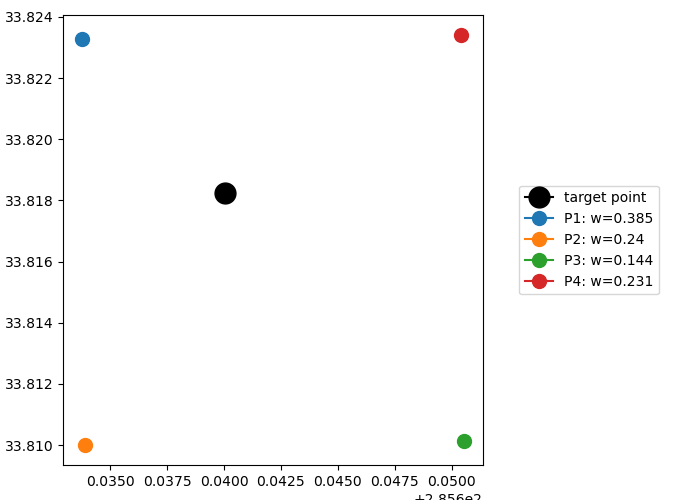 33.824
33.822
33.820
33.818
33.816
33.814
33.812
33.810
0.0350 0.0375 0.0400 0.0425 0.0450 0.0475 0.0500
+2.856e2
target point
P1: w=0.385
P2: w=0.24
P3: w=0.144
P4: w=0.231